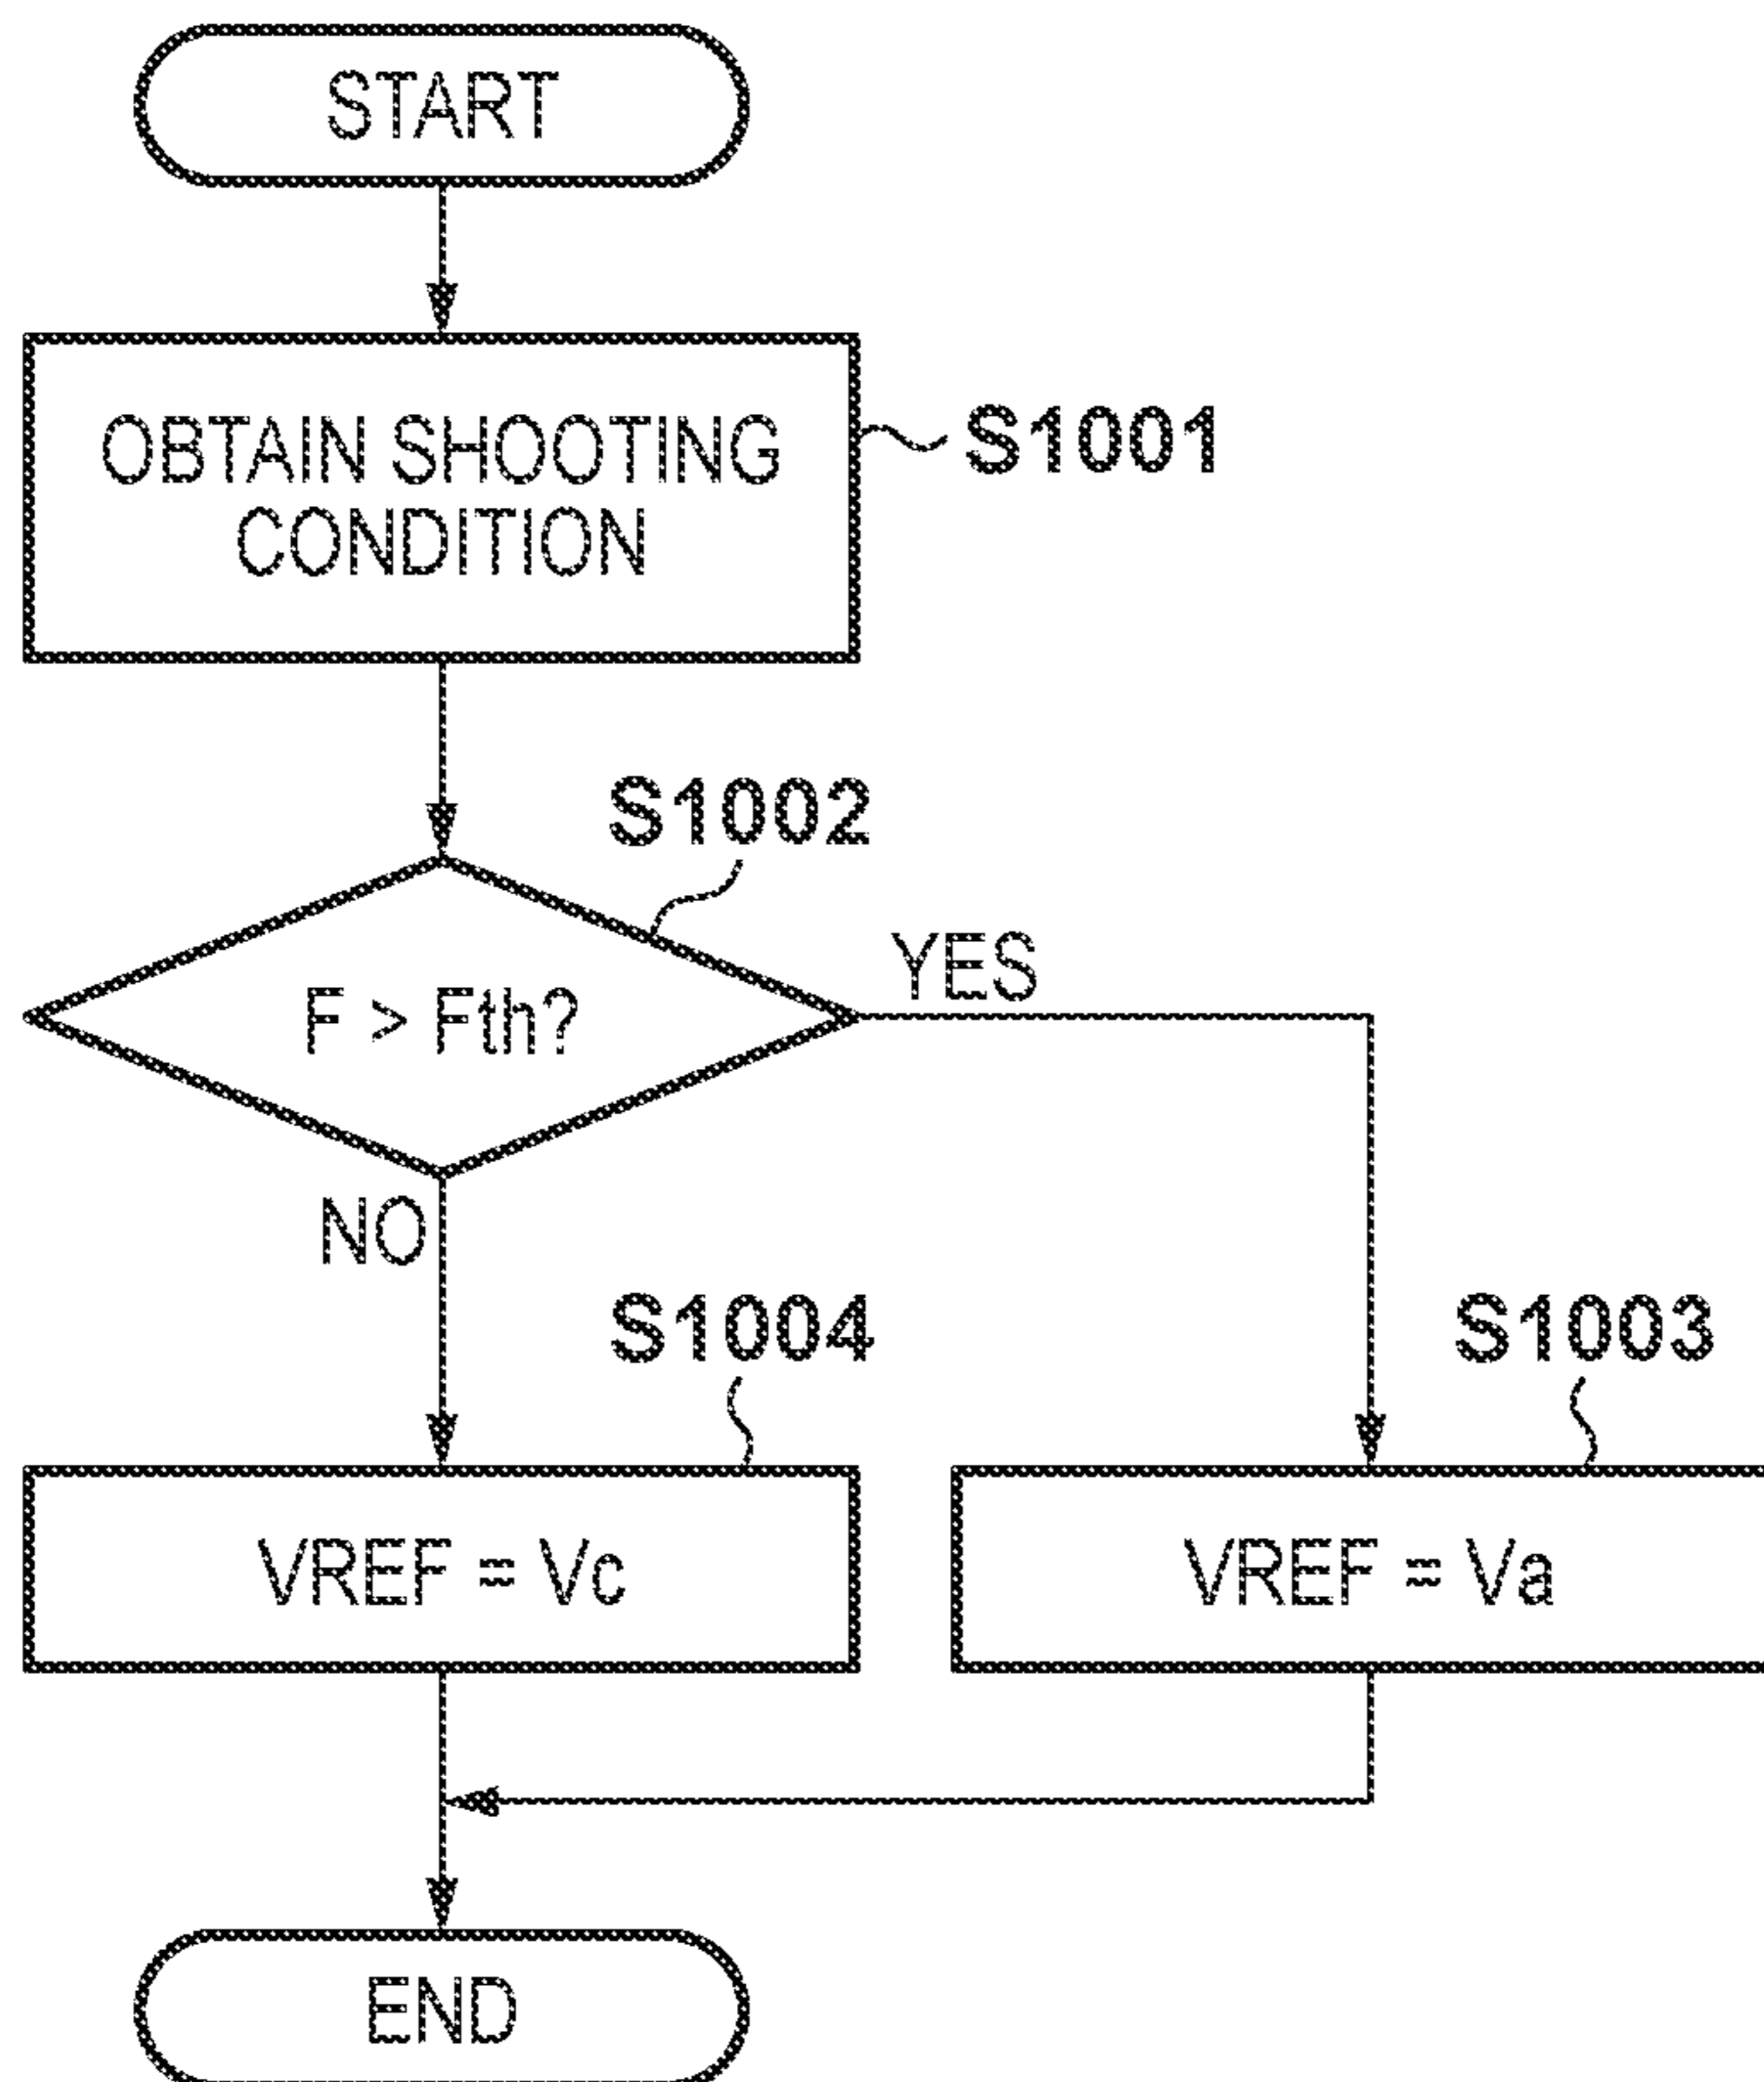 START
OBTAIN SHOOTING
CONDITION
S1001
S1002
F > Fth?
YES
NO
S1004
S1003
VREF = Vc
VREF = Va
END